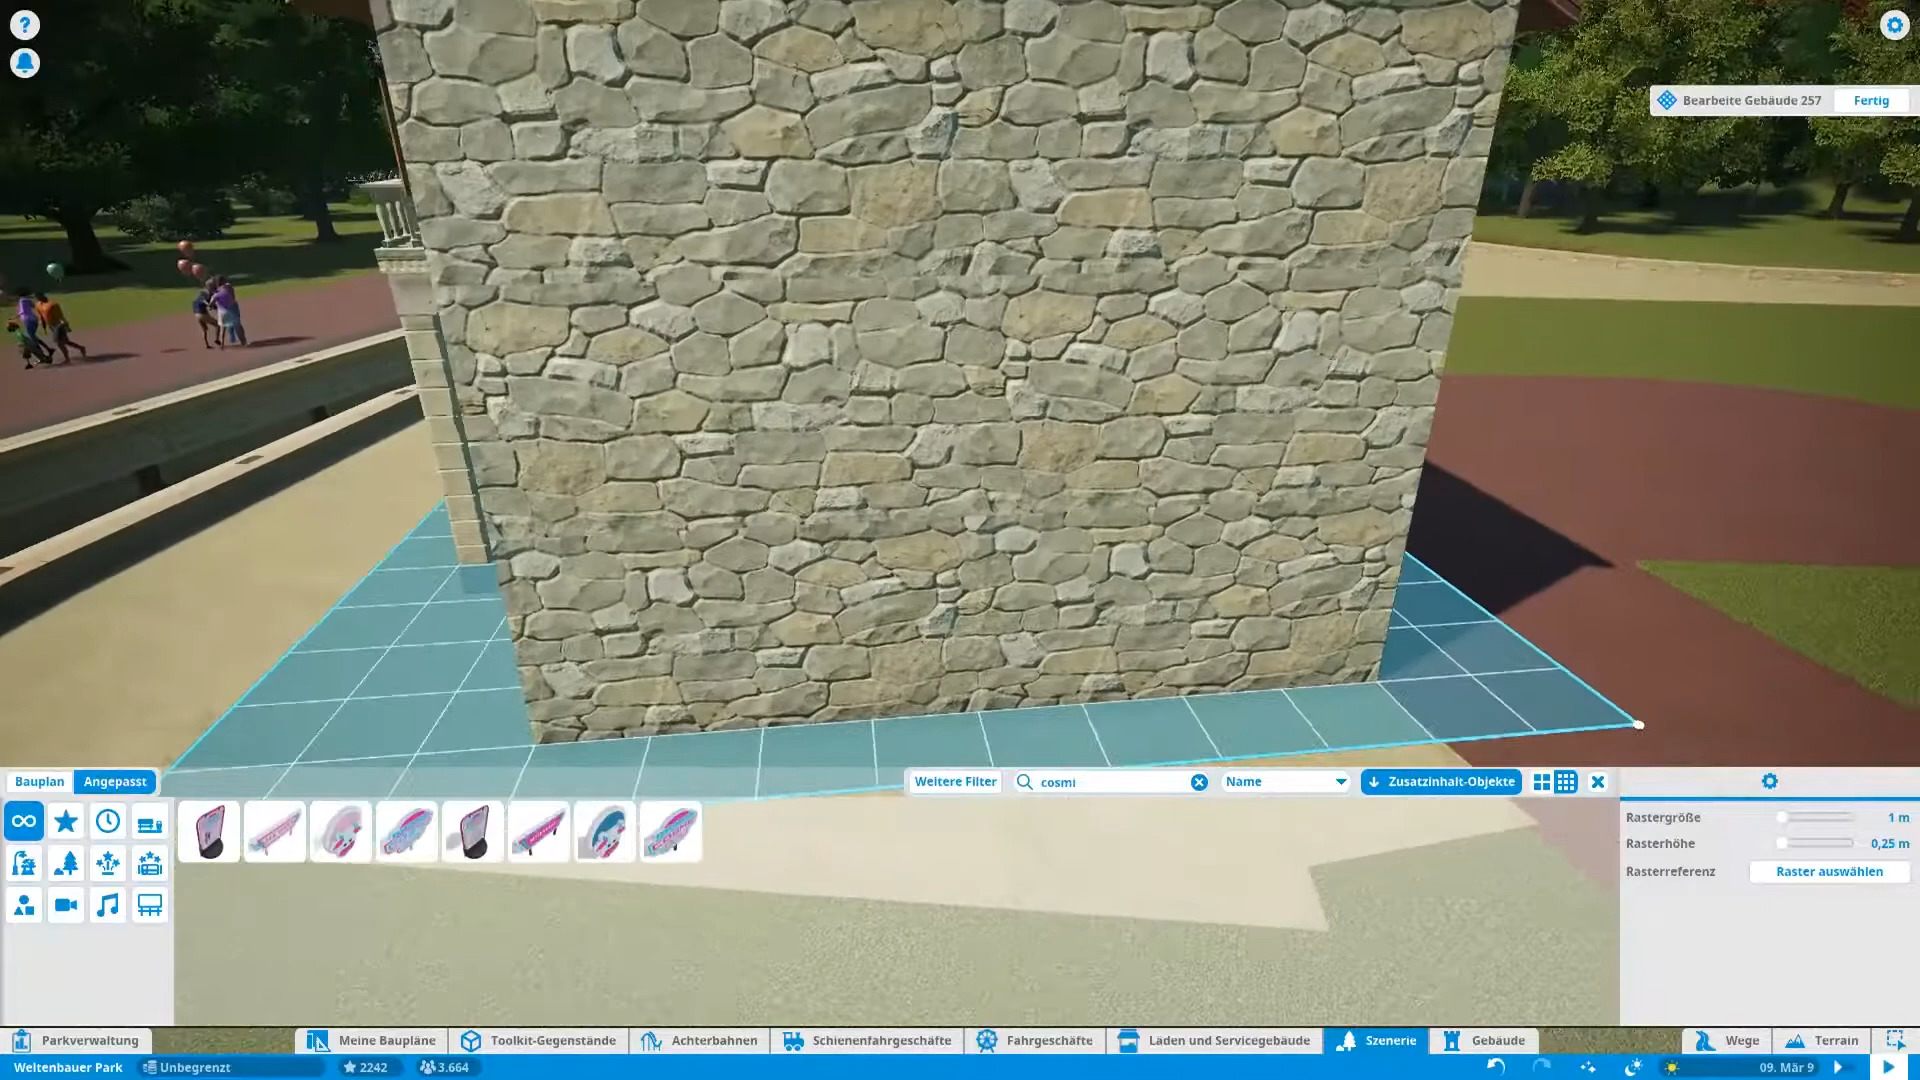 ?
Bearbeite Gebäude 257
Fertig
Bauplan
Angepasst
Weitere Filter
cosmi
Name
Zusatzinhalt-Objekte
Rastergröße
1 m
Rasterhöhe
0,25 m
Rasterreferenz
Raster auswählen
Parkverwaltung
Meine Baupläne
Toolkit-Gegenstände
Achterbahnen
Schienenfahrgeschäfte
Fahrgeschäfte
Läden und Servicegebäude
Szenerie
Gebäude
Wege
Terrain
Weltenbauer Park
Unbegrenzt
2242
3.664
09. Mär 9